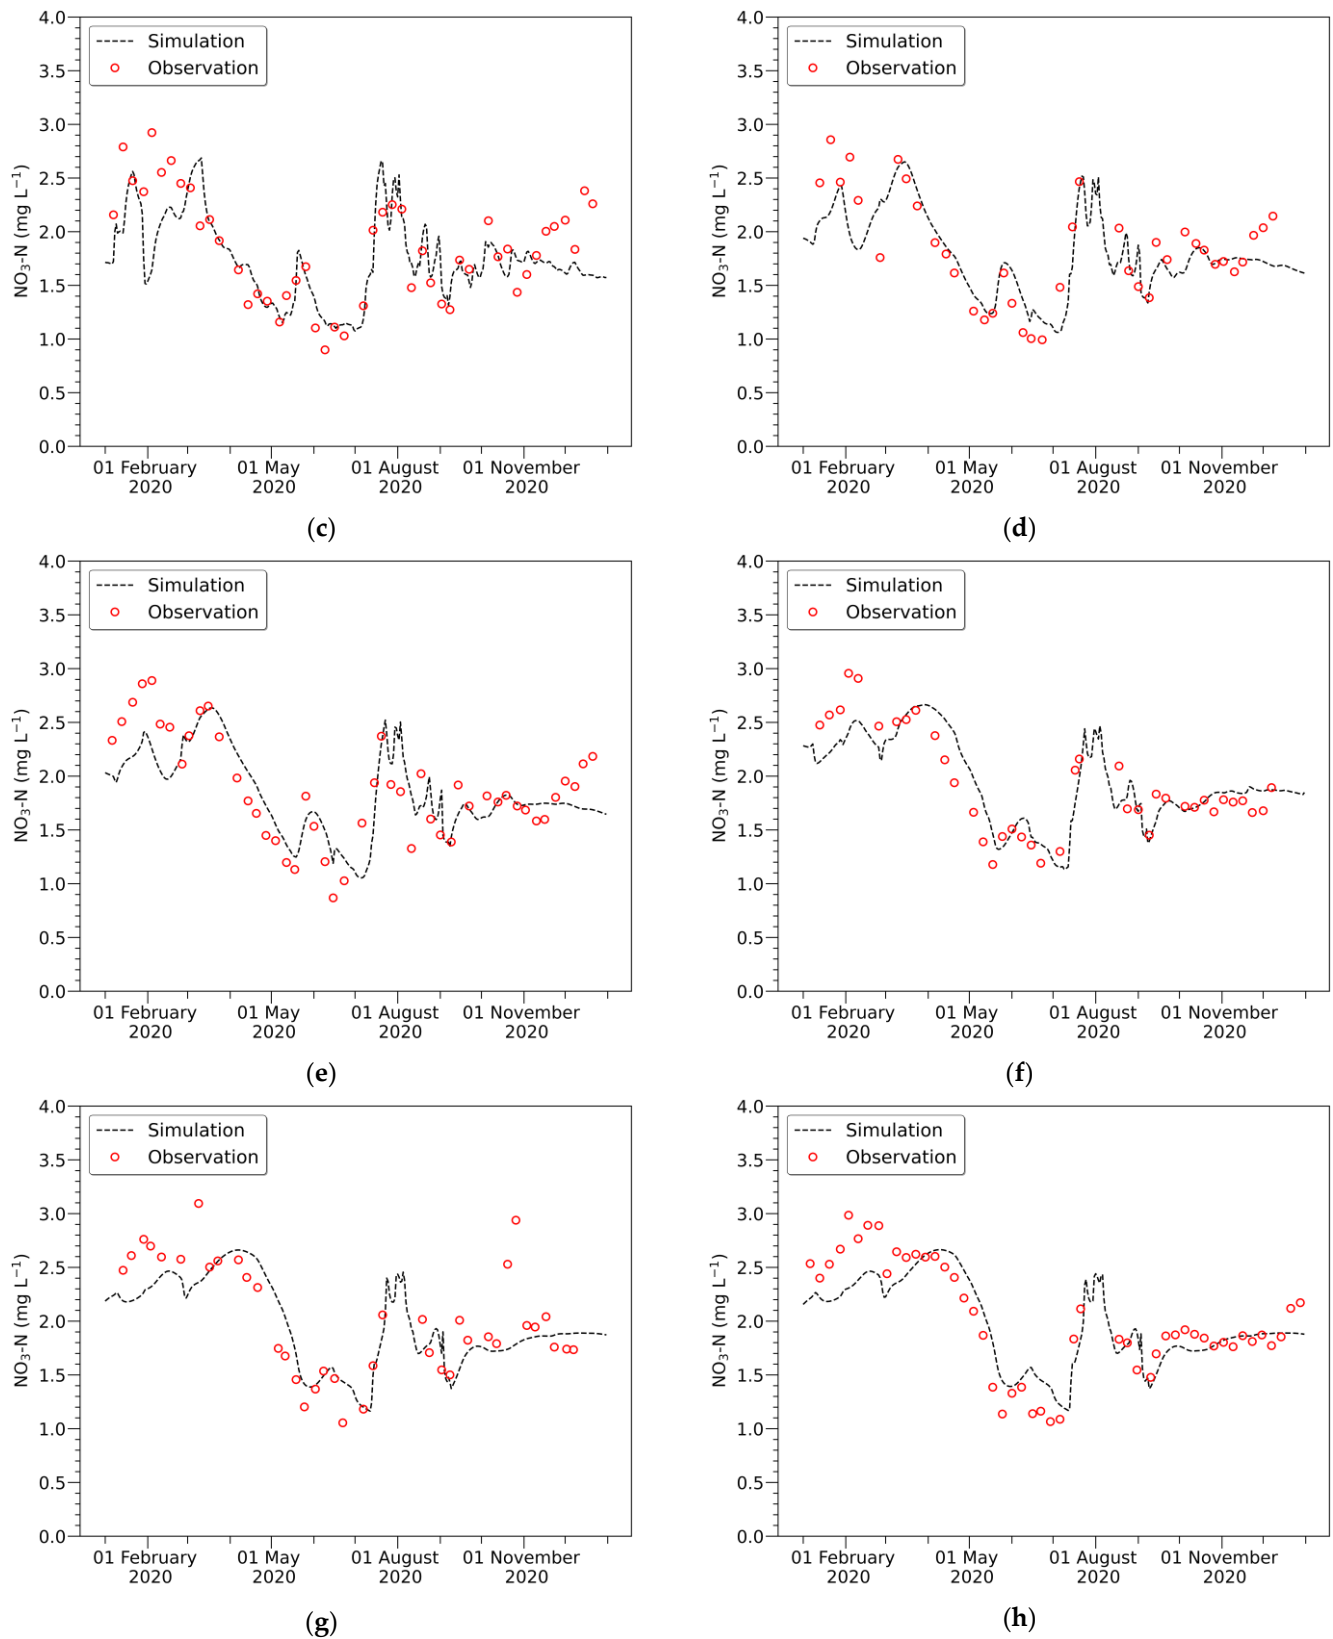 4.0
3.5
3.0
2.5
2.0
1.5
1.0
0.5
0.0
NO₃-N (mg L⁻¹)
Simulation
Observation
01 February 2020
01 May 2020
01 August 2020
01 November 2020
(c)
4.0
3.5
3.0
2.5
2.0
1.5
1.0
0.5
0.0
NO₃-N (mg L⁻¹)
Simulation
Observation
01 February 2020
01 May 2020
01 August 2020
01 November 2020
(d)
4.0
3.5
3.0
2.5
2.0
1.5
1.0
0.5
0.0
NO₃-N (mg L⁻¹)
Simulation
Observation
01 February 2020
01 May 2020
01 August 2020
01 November 2020
(e)
4.0
3.5
3.0
2.5
2.0
1.5
1.0
0.5
0.0
NO₃-N (mg L⁻¹)
Simulation
Observation
01 February 2020
01 May 2020
01 August 2020
01 November 2020
(f)
4.0
3.5
3.0
2.5
2.0
1.5
1.0
0.5
0.0
NO₃-N (mg L⁻¹)
Simulation
Observation
01 February 2020
01 May 2020
01 August 2020
01 November 2020
(g)
4.0
3.5
3.0
2.5
2.0
1.5
1.0
0.5
0.0
NO₃-N (mg L⁻¹)
Simulation
Observation
01 February 2020
01 May 2020
01 August 2020
01 November 2020
(h)